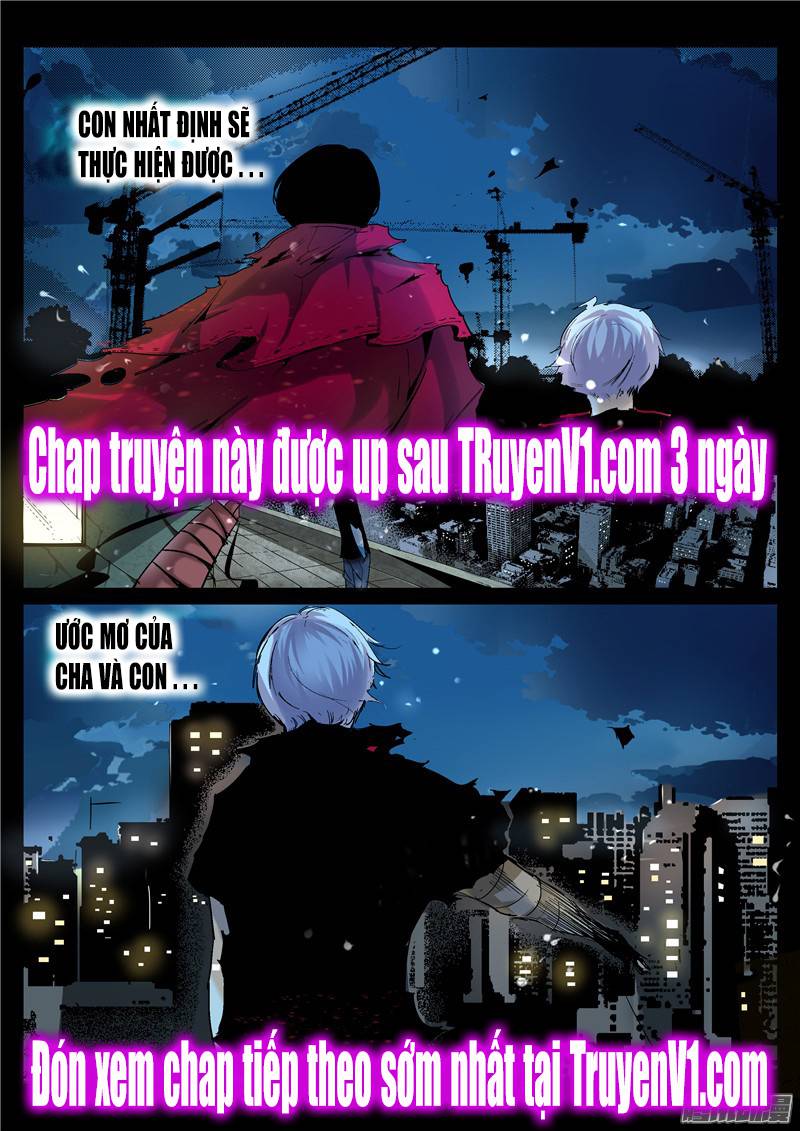 CON NHẤT ĐỊNH SẼ
THỰC HIỆN ĐƯỢC . . .
Chap truyện này được up sau TRuyenV1.com 3 ngày
ƯỚC MƠ CỦA
CHA VÀ CON . . .
Đón xem chap tiếp theo sớm nhất tại TruyenV1.com